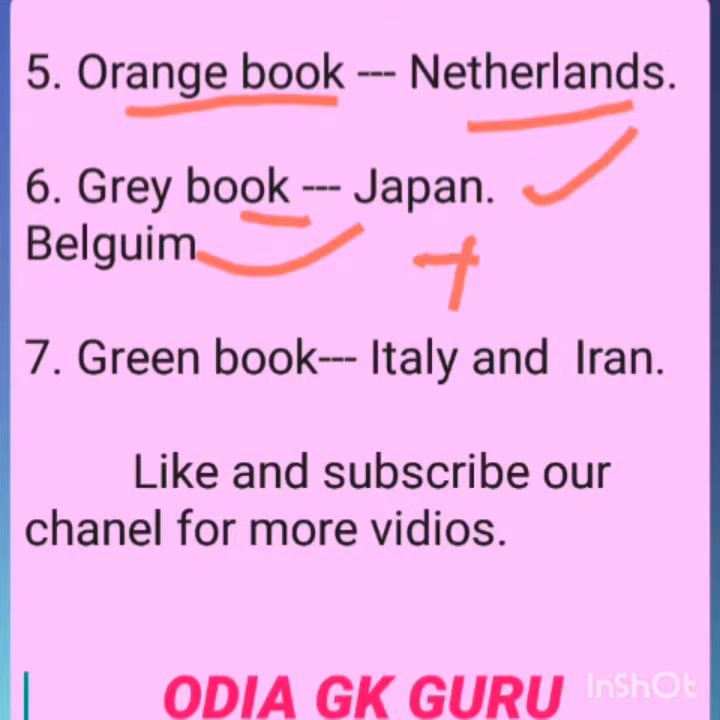 5. Orange book --- Netherlands.
6. Grey book --- Japan.
Belguim
7. Green book--- Italy and Iran.
Like and subscribe our
chanel for more vidios.
ODIA GK GURU
InShOt